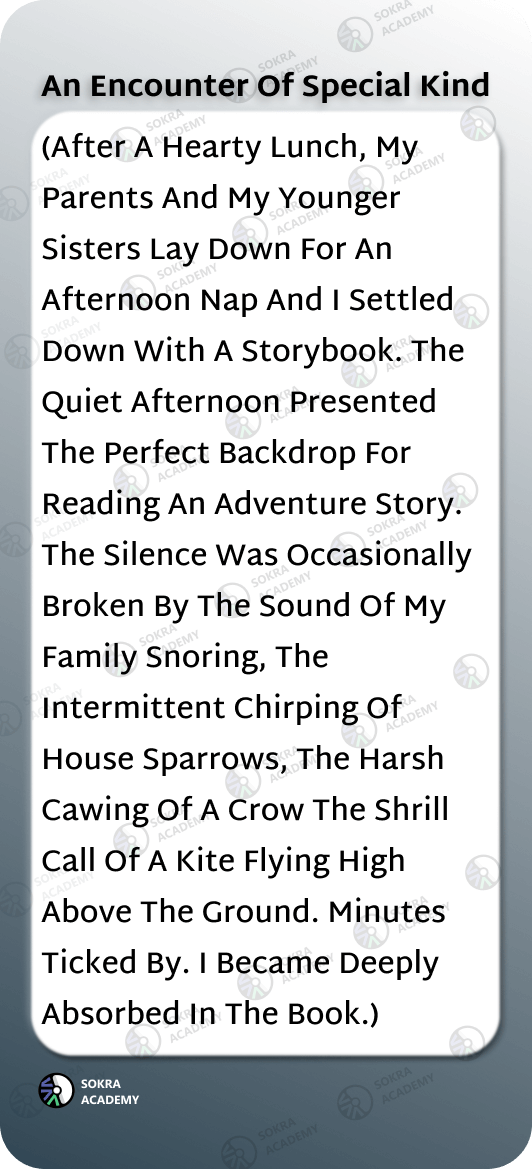 An Encounter Of Special Kind
(After A Hearty Lunch, My
Parents And My Younger
Sisters Lay Down For An
Afternoon Nap And I Settled
Down With A Storybook. The
Quiet Afternoon Presented
The Perfect Backdrop For
Reading An Adventure Story.
The Silence Was Occasionally
Broken By The Sound Of My
Family Snoring, The
Intermittent Chirping Of
House Sparrows, The Harsh
Cawing Of A Crow The Shrill
Call Of A Kite Flying High
Above The Ground. Minutes
Ticked By. I Became Deeply
Absorbed In The Book.)
SOKRA
ACADEMY